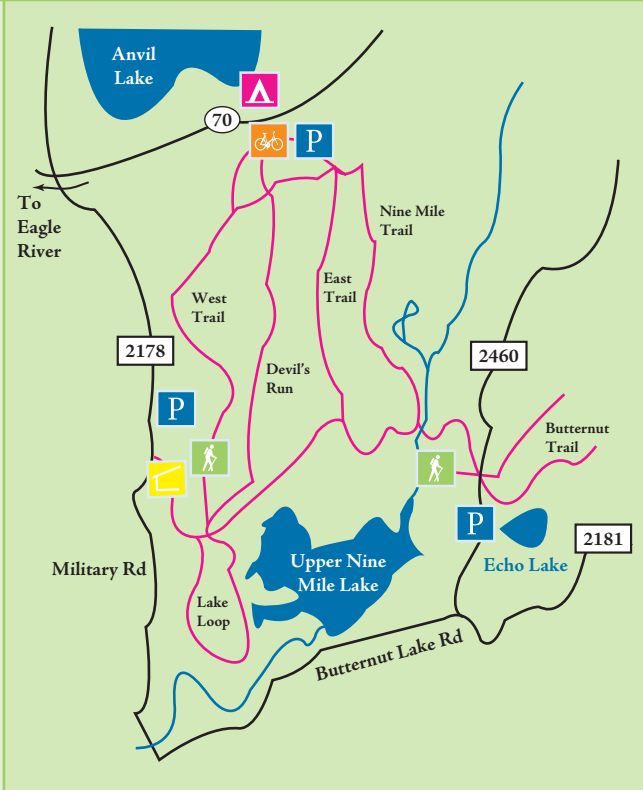 Anvil
Lake
70
P
To
Eagle
River
Nine Mile
Trail
West
Trail
East
Trail
2178
2460
Devil's
Run
P
Butternut
Trail
P
2181
Upper Nine
Mile Lake
Echo Lake
Military Rd
Lake
Loop
Butternut Lake Rd